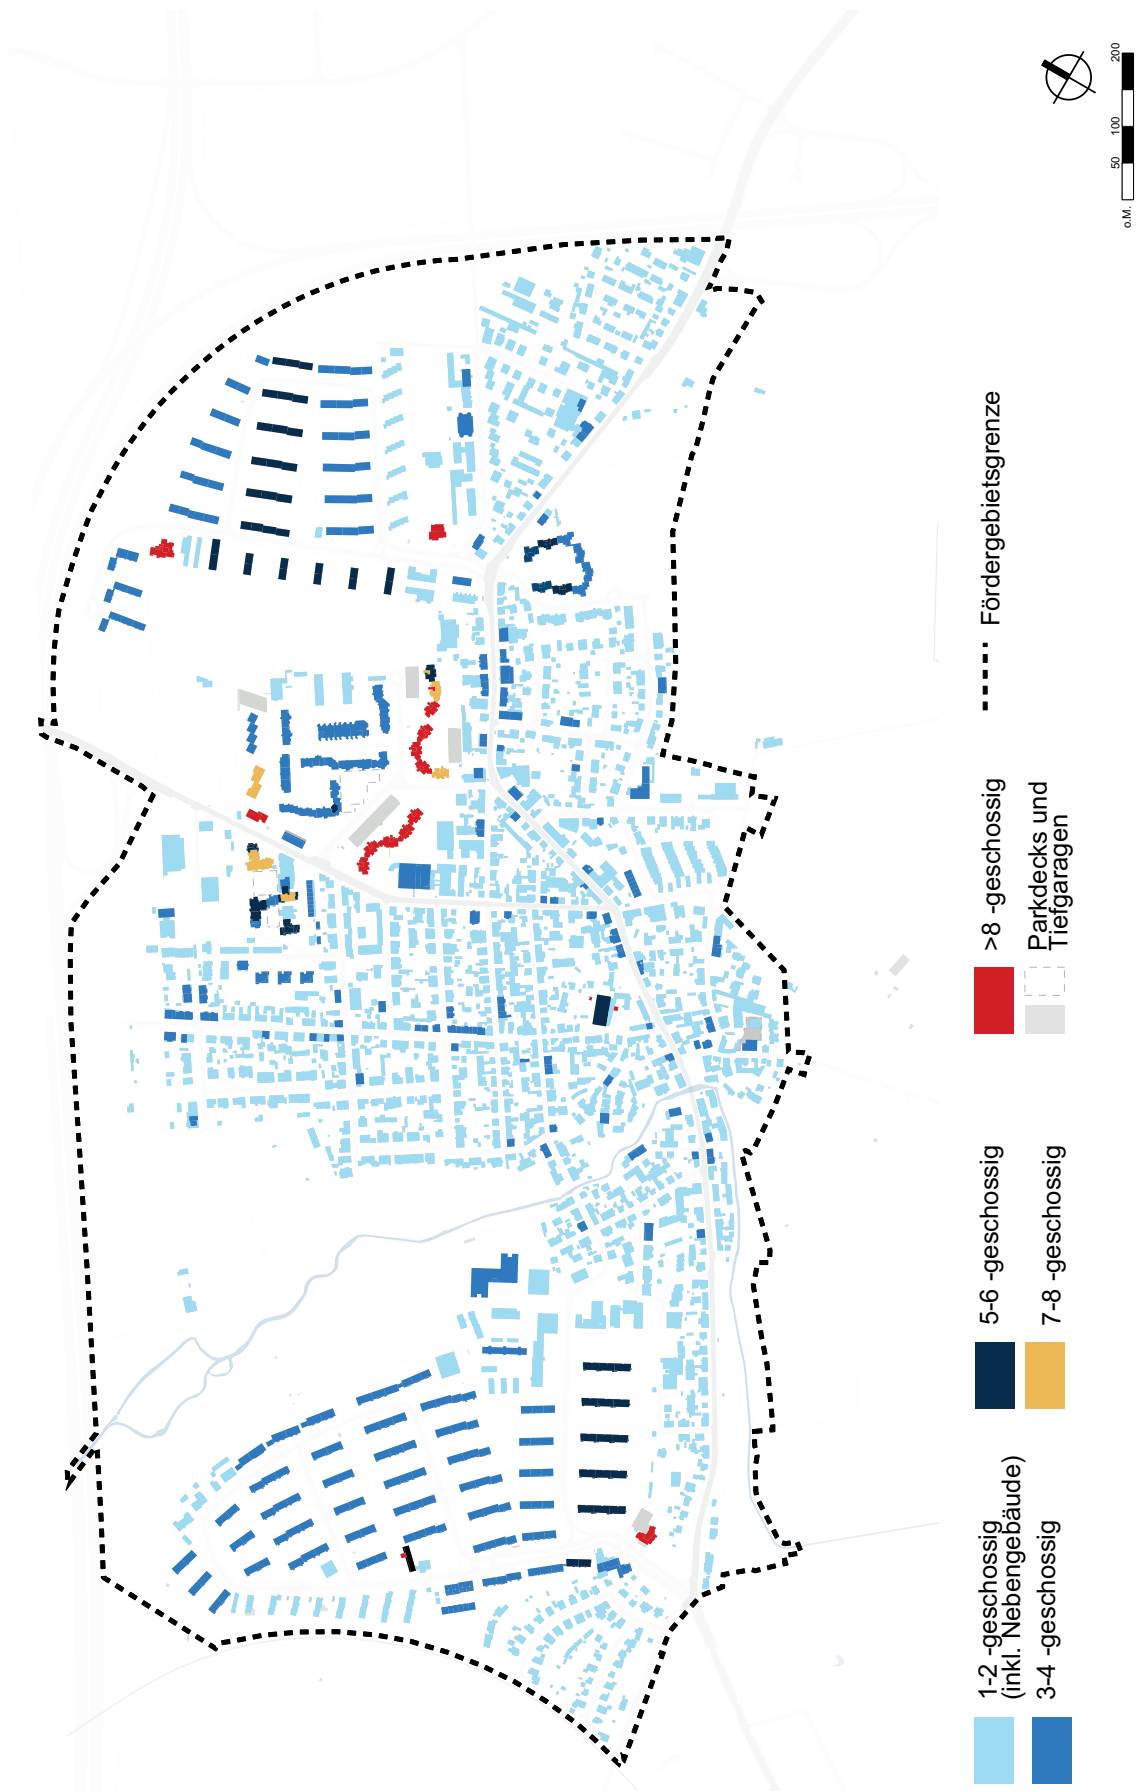 1-2 -geschossig
(inkl. Nebengebäude)
3-4 -geschossig
5-6 -geschossig
7-8 -geschossig
>8 -geschossig
Parkdecks und
Tiefgaragen
Fördergebietsgrenze
o.M.
50
100
200